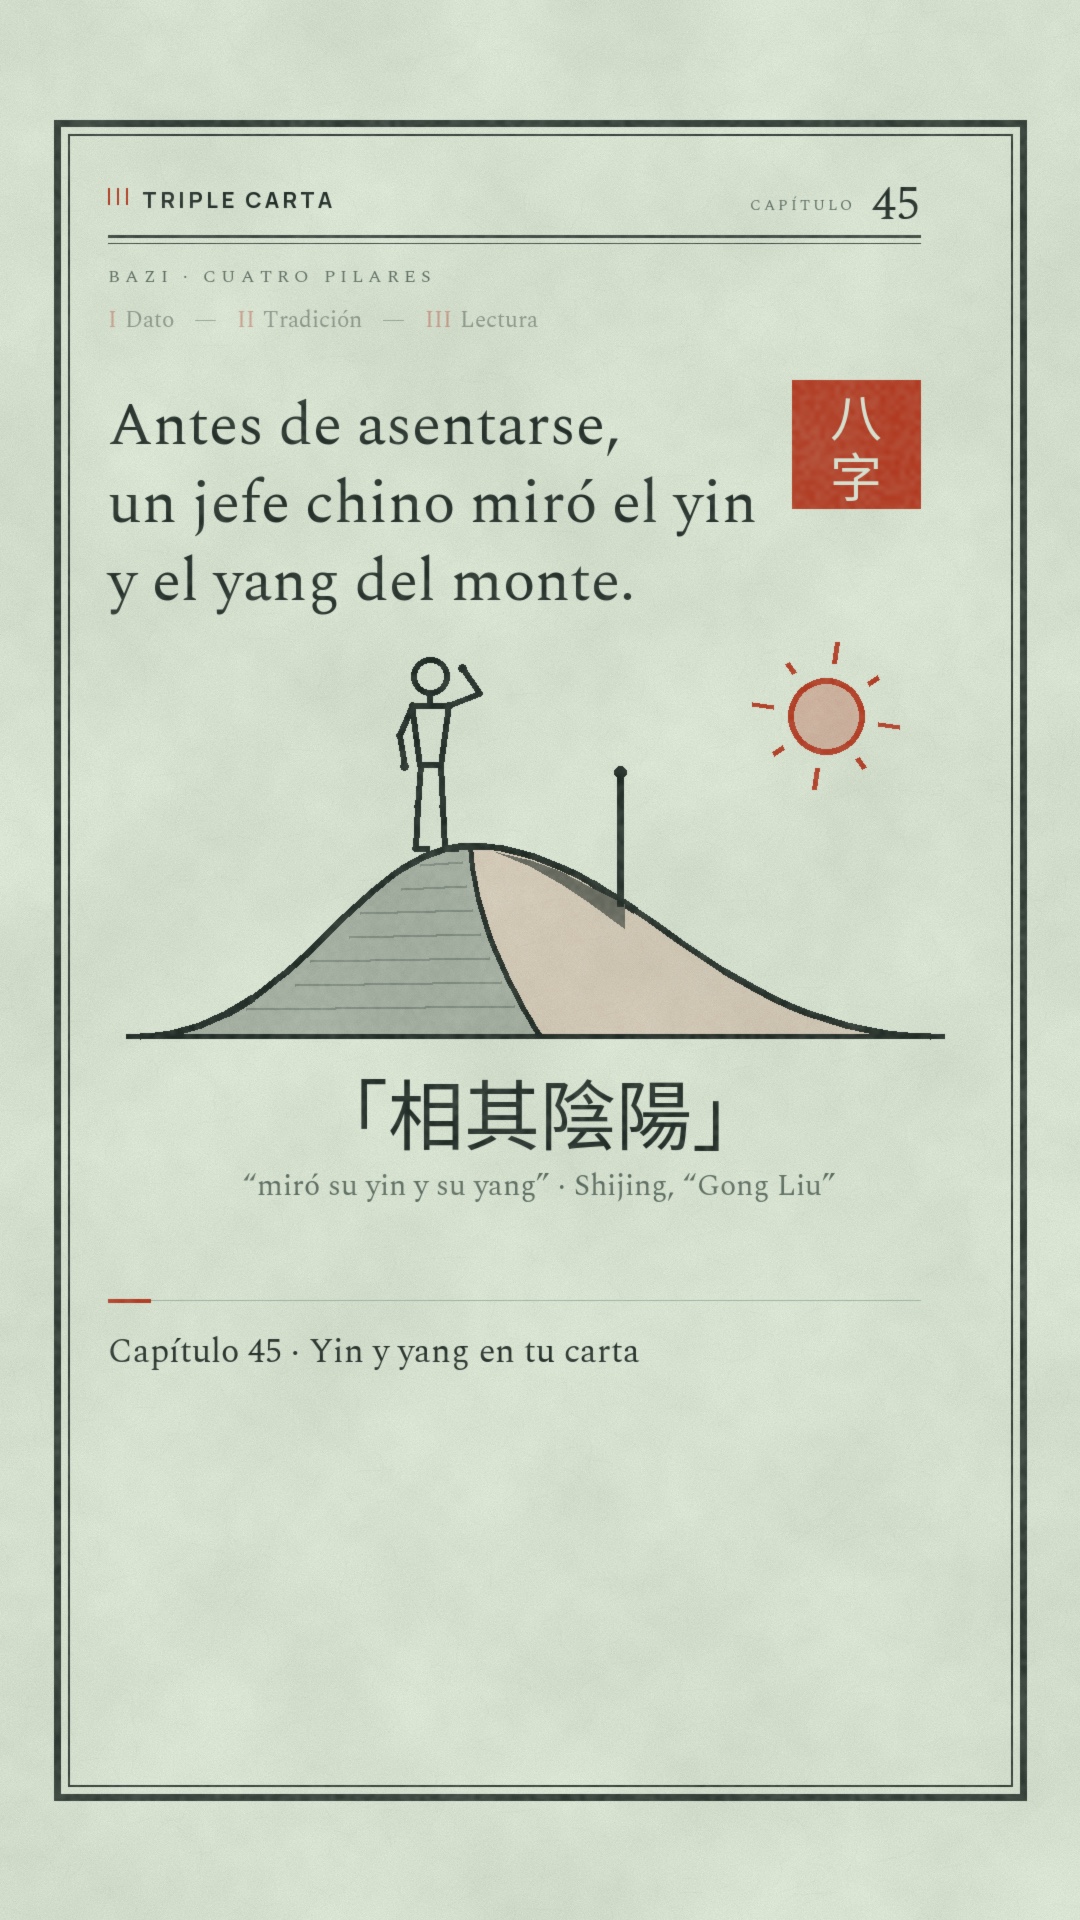 III TRIPLE CARTA
CAPÍTULO 45
BAZI · CUATRO PILARES
I Dato — II Tradición — III Lectura
Antes de asentarse,
un jefe chino miró el yin
y el yang del monte.
八
字
「相其陰陽」
“miró su yin y su yang” · Shijing, “Gong Liu”
Capítulo 45 · Yin y yang en tu carta